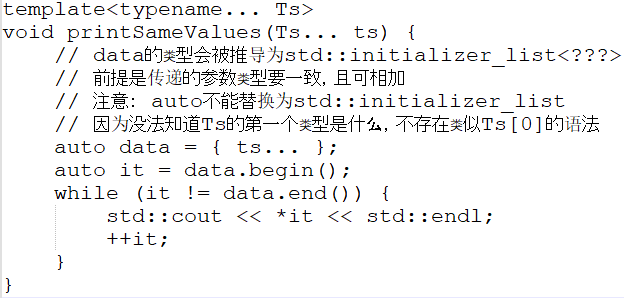 template<typename... Ts>
void printSameValues(Ts... ts) {
    // data的类型会被推导为std::initializer_list<???>
    // 前提是传递的参数类型要一致, 且可相加
    // 注意: auto不能替换为std::initializer_list
    // 因为没法知道Ts的第一个类型是什么, 不存在类似Ts[0]的语法
    auto data = { ts... };
    auto it = data.begin();
    while (it != data.end()) {
        std::cout << *it << std::endl;
        ++it;
    }
}